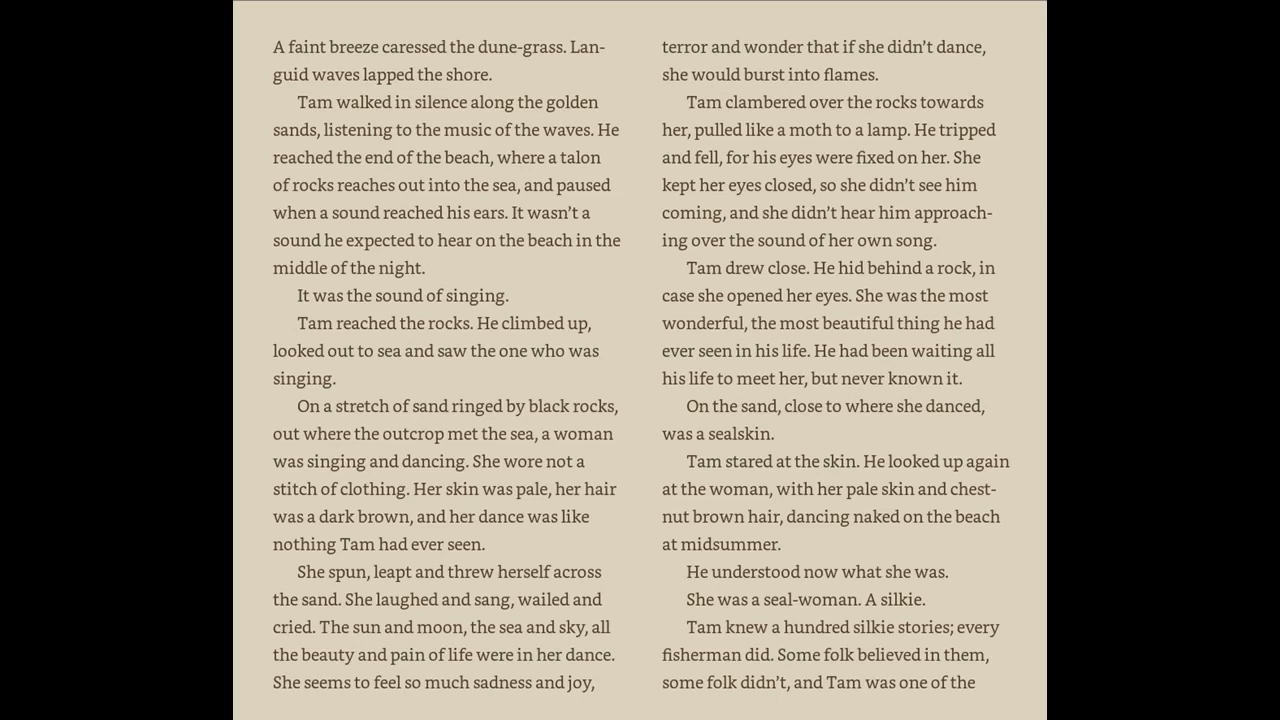 A faint breeze caressed the dune-grass. Lan-
guid waves lapped the shore.
Tam walked in silence along the golden
sands, listening to the music of the waves. He
reached the end of the beach, where a talon
of rocks reaches out into the sea, and paused
when a sound reached his ears. It wasn’t a
sound he expected to hear on the beach in the
middle of the night.
It was the sound of singing.
Tam reached the rocks. He climbed up,
looked out to sea and saw the one who was
singing.
On a stretch of sand ringed by black rocks,
out where the outcrop met the sea, a woman
was singing and dancing. She wore not a
stitch of clothing. Her skin was pale, her hair
was a dark brown, and her dance was like
nothing Tam had ever seen.
She spun, leapt and threw herself across
the sand. She laughed and sang, wailed and
cried. The sun and moon, the sea and sky, all
the beauty and pain of life were in her dance.
She seems to feel so much sadness and joy,
terror and wonder that if she didn’t dance,
she would burst into flames.
Tam clambered over the rocks towards
her, pulled like a moth to a lamp. He tripped
and fell, for his eyes were fixed on her. She
kept her eyes closed, so she didn’t see him
coming, and she didn’t hear him approach-
ing over the sound of her own song.
Tam drew close. He hid behind a rock, in
case she opened her eyes. She was the most
wonderful, the most beautiful thing he had
ever seen in his life. He had been waiting all
his life to meet her, but never known it.
On the sand, close to where she danced,
was a sealskin.
Tam stared at the skin. He looked up again
at the woman, with her pale skin and chest-
nut brown hair, dancing naked on the beach
at midsummer.
He understood now what she was.
She was a seal-woman. A silkie.
Tam knew a hundred silkie stories; every
fisherman did. Some folk believed in them,
some folk didn’t, and Tam was one of the